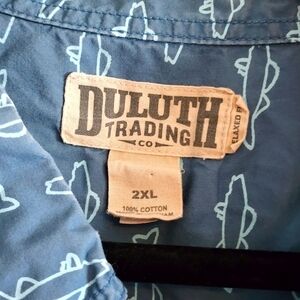 DULUTH
TRADING
CO
2XL
100% COTTON